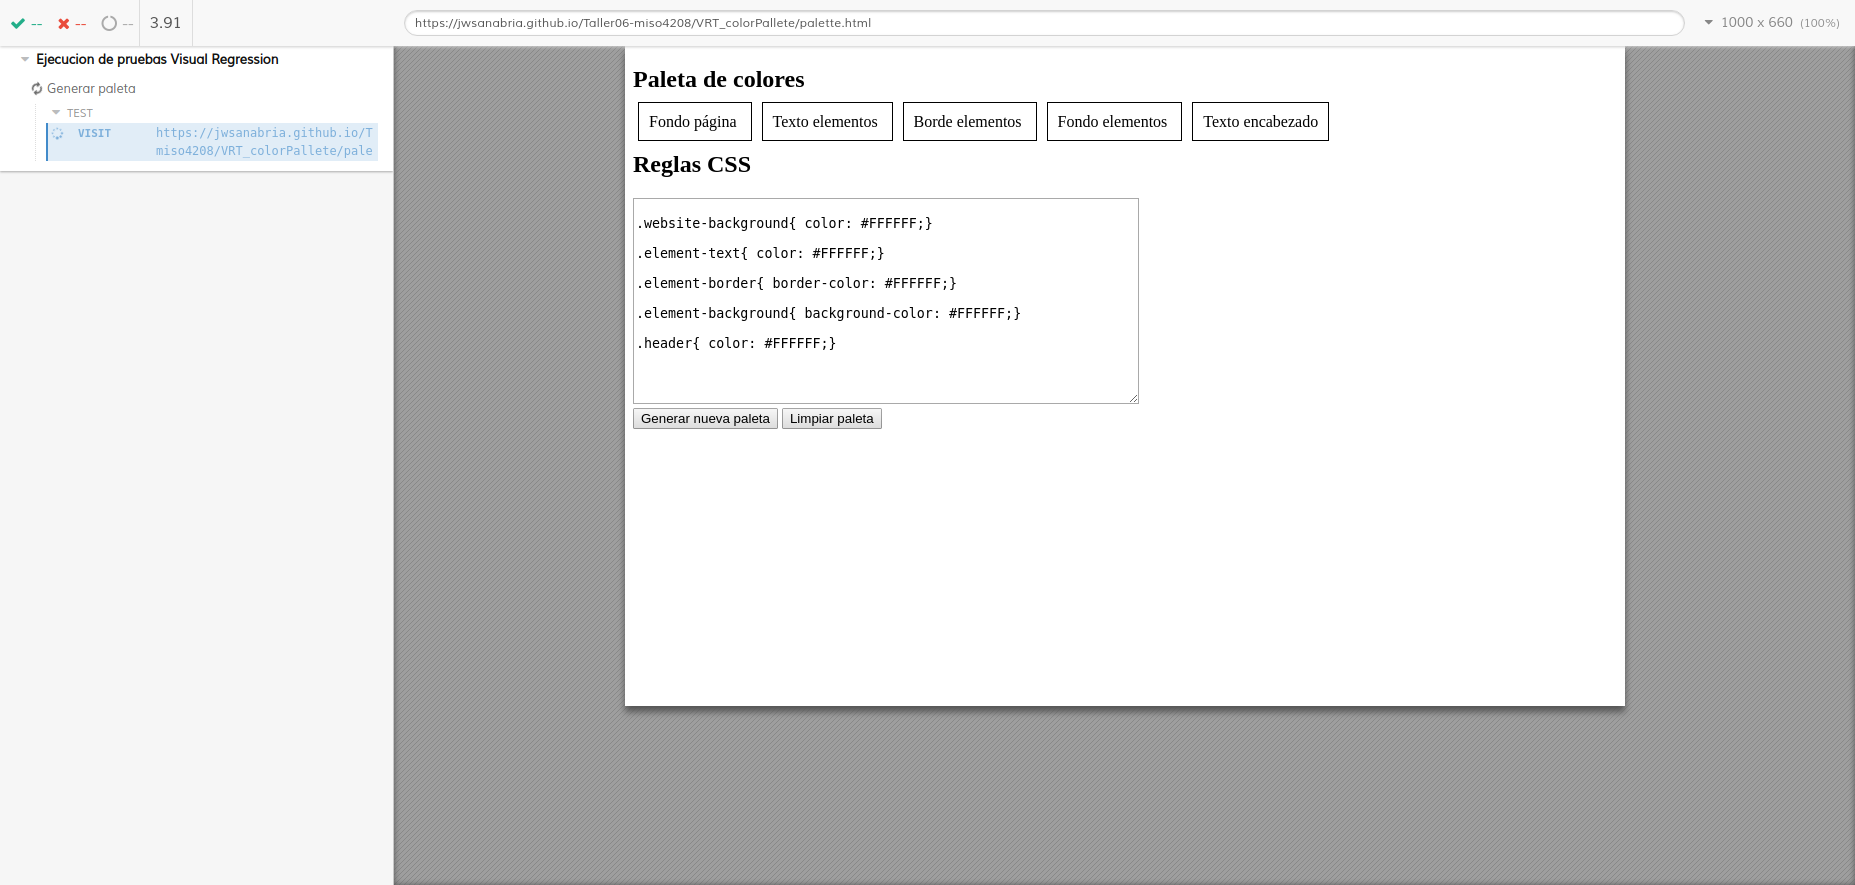 -- -- -- 3.91 https://jwsanabria.github.io/Taller06-miso4208/VRT_colorPallete/palette.html 1000 x 660 (100%)
Ejecucion de pruebas Visual Regression
Generar paleta
TEST
VISIT https://jwsanabria.github.io/T
miso4208/VRT_colorPallete/pale
Paleta de colores
Fondo página Texto elementos Borde elementos Fondo elementos Texto encabezado
Reglas CSS
.website-background{ color: #FFFFFF;}
.element-text{ color: #FFFFFF;}
.element-border{ border-color: #FFFFFF;}
.element-background{ background-color: #FFFFFF;}
.header{ color: #FFFFFF;}
Generar nueva paleta Limpiar paleta